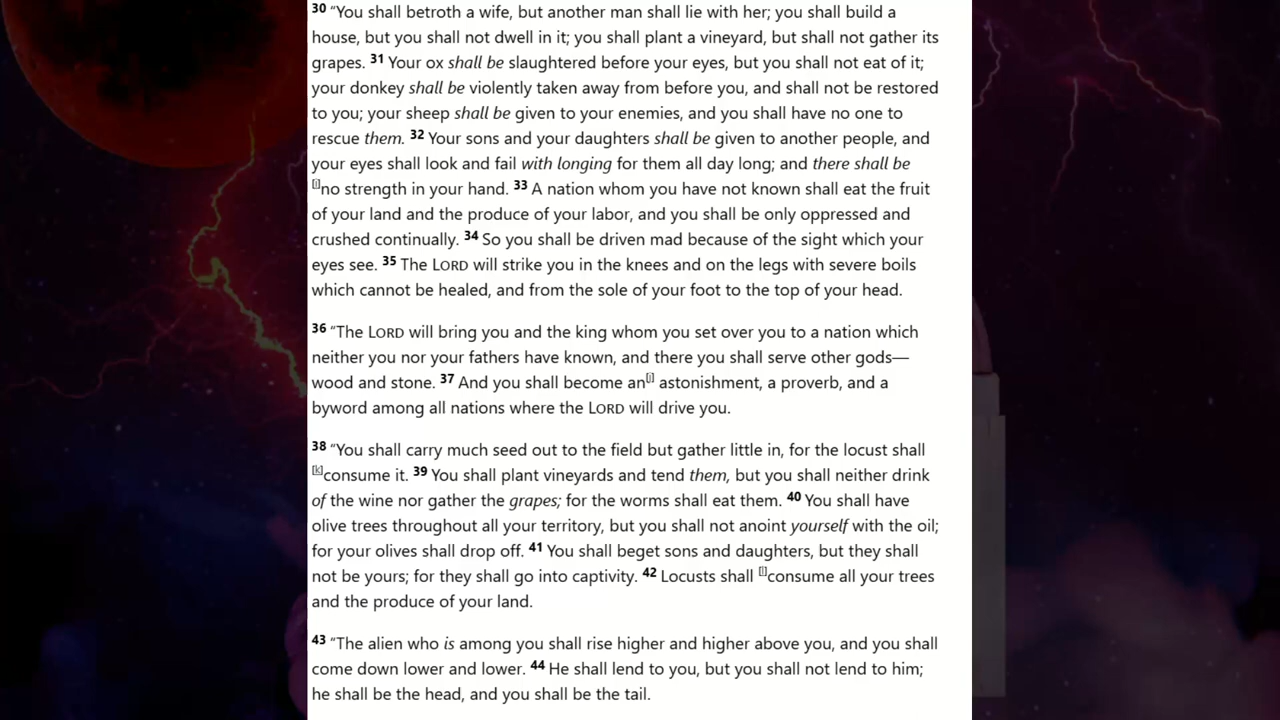 30 “You shall betroth a wife, but another man shall lie with her; you shall build a
house, but you shall not dwell in it; you shall plant a vineyard, but shall not gather its
grapes. 31 Your ox shall be slaughtered before your eyes, but you shall not eat of it;
your donkey shall be violently taken away from before you, and shall not be restored
to you; your sheep shall be given to your enemies, and you shall have no one to
rescue them. 32 Your sons and your daughters shall be given to another people, and
your eyes shall look and fail with longing for them all day long; and there shall be
[i]no strength in your hand. 33 A nation whom you have not known shall eat the fruit
of your land and the produce of your labor, and you shall be only oppressed and
crushed continually. 34 So you shall be driven mad because of the sight which your
eyes see. 35 The LORD will strike you in the knees and on the legs with severe boils
which cannot be healed, and from the sole of your foot to the top of your head.
36 “The LORD will bring you and the king whom you set over you to a nation which
neither you nor your fathers have known, and there you shall serve other gods—
wood and stone. 37 And you shall become an[j] astonishment, a proverb, and a
byword among all nations where the LORD will drive you.
38 “You shall carry much seed out to the field but gather little in, for the locust shall
[k]consume it. 39 You shall plant vineyards and tend them, but you shall neither drink
of the wine nor gather the grapes; for the worms shall eat them. 40 You shall have
olive trees throughout all your territory, but you shall not anoint yourself with the oil;
for your olives shall drop off. 41 You shall beget sons and daughters, but they shall
not be yours; for they shall go into captivity. 42 Locusts shall [l]consume all your trees
and the produce of your land.
43 “The alien who is among you shall rise higher and higher above you, and you shall
come down lower and lower. 44 He shall lend to you, but you shall not lend to him;
he shall be the head, and you shall be the tail.